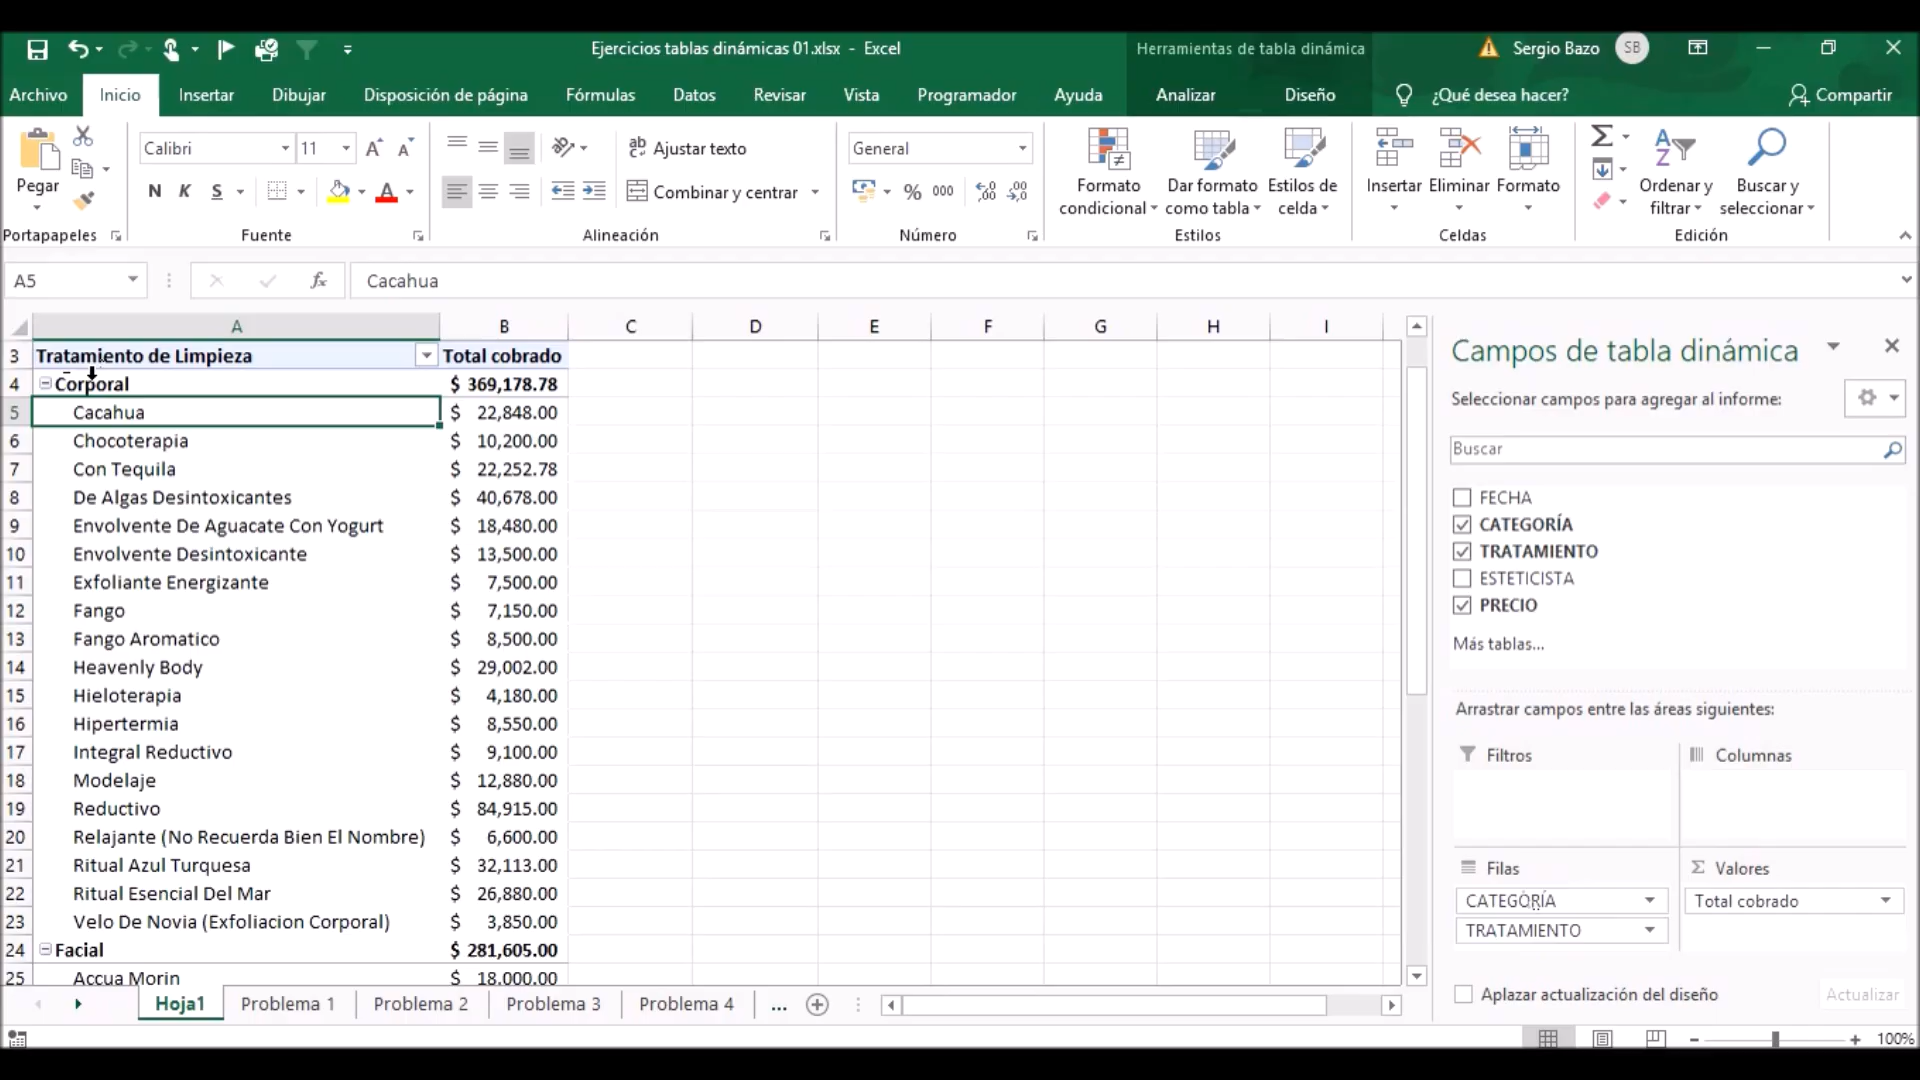 Ejercicios tablas dinámicas 01.xlsx - Excel
Herramientas de tabla dinámica
Sergio Bazo
SB
Archivo
Inicio
Insertar
Dibujar
Disposición de página
Fórmulas
Datos
Revisar
Vista
Programador
Ayuda
Analizar
Diseño
¿Qué desea hacer?
Compartir
Pegar
Portapapeles
Calibri
11
N K S
Fuente
Ajustar texto
Combinar y centrar
Alineación
General
% 000
Número
Formato condicional
Dar formato como tabla
Estilos de celda
Estilos
Insertar
Eliminar
Formato
Celdas
Ordenar y filtrar
Buscar y seleccionar
Edición
A5
fx
Cacahua
A B C D E F G H I
3 Tratamiento de Limpieza Total cobrado
4 Corporal $ 369,178.78
5 Cacahua $ 22,848.00
6 Chocoterapia $ 10,200.00
7 Con Tequila $ 22,252.78
8 De Algas Desintoxicantes $ 40,678.00
9 Envolvente De Aguacate Con Yogurt $ 18,480.00
10 Envolvente Desintoxicante $ 13,500.00
11 Exfoliante Energizante $ 7,500.00
12 Fango $ 7,150.00
13 Fango Aromatico $ 8,500.00
14 Heavenly Body $ 29,002.00
15 Hieloterapia $ 4,180.00
16 Hipertermia $ 8,550.00
17 Integral Reductivo $ 9,100.00
18 Modelaje $ 12,880.00
19 Reductivo $ 84,915.00
20 Relajante (No Recuerda Bien El Nombre) $ 6,600.00
21 Ritual Azul Turquesa $ 32,113.00
22 Ritual Esencial Del Mar $ 26,880.00
23 Velo De Novia (Exfoliacion Corporal) $ 3,850.00
24 Facial $ 281,605.00
25 Accua Morin $ 18.000.00
Campos de tabla dinámica
Seleccionar campos para agregar al informe:
Buscar
FECHA
CATEGORÍA
TRATAMIENTO
ESTETICISTA
PRECIO
Más tablas...
Arrastrar campos entre las áreas siguientes:
Filtros
Columnas
Filas
Σ Valores
CATEGORÍA
Total cobrado
TRATAMIENTO
Aplazar actualización del diseño
Actualizar
Hoja1
Problema 1
Problema 2
Problema 3
Problema 4
...
100%